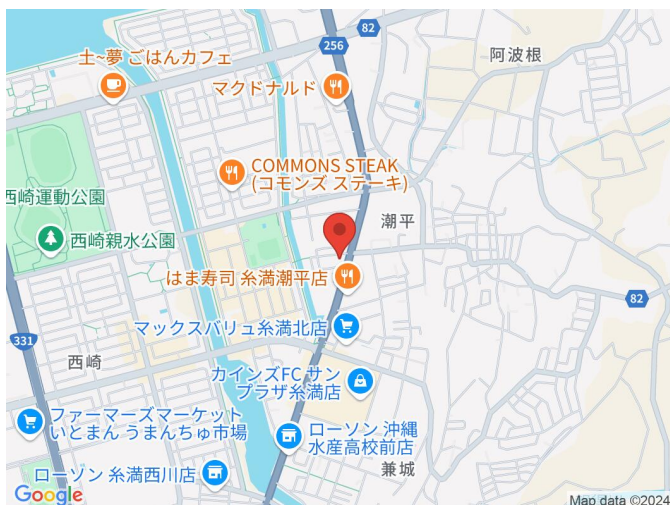 82
256
阿波根
土~夢 ごはんカフェ
マクドナルド
COMMONS STEAK
(コモンズ ステーキ)
西崎運動公園
潮平
西崎親水公園
はま寿司 糸満潮平店
82
マックスバリュ糸満北店
331
西崎
カインズFC サン
プラザ糸満店
ファーマーズマーケット
いとまん うまんちゅ市場
ローソン 沖縄
水産高校前店
ローソン 糸満西川店
兼城
Google
Map data ©2024